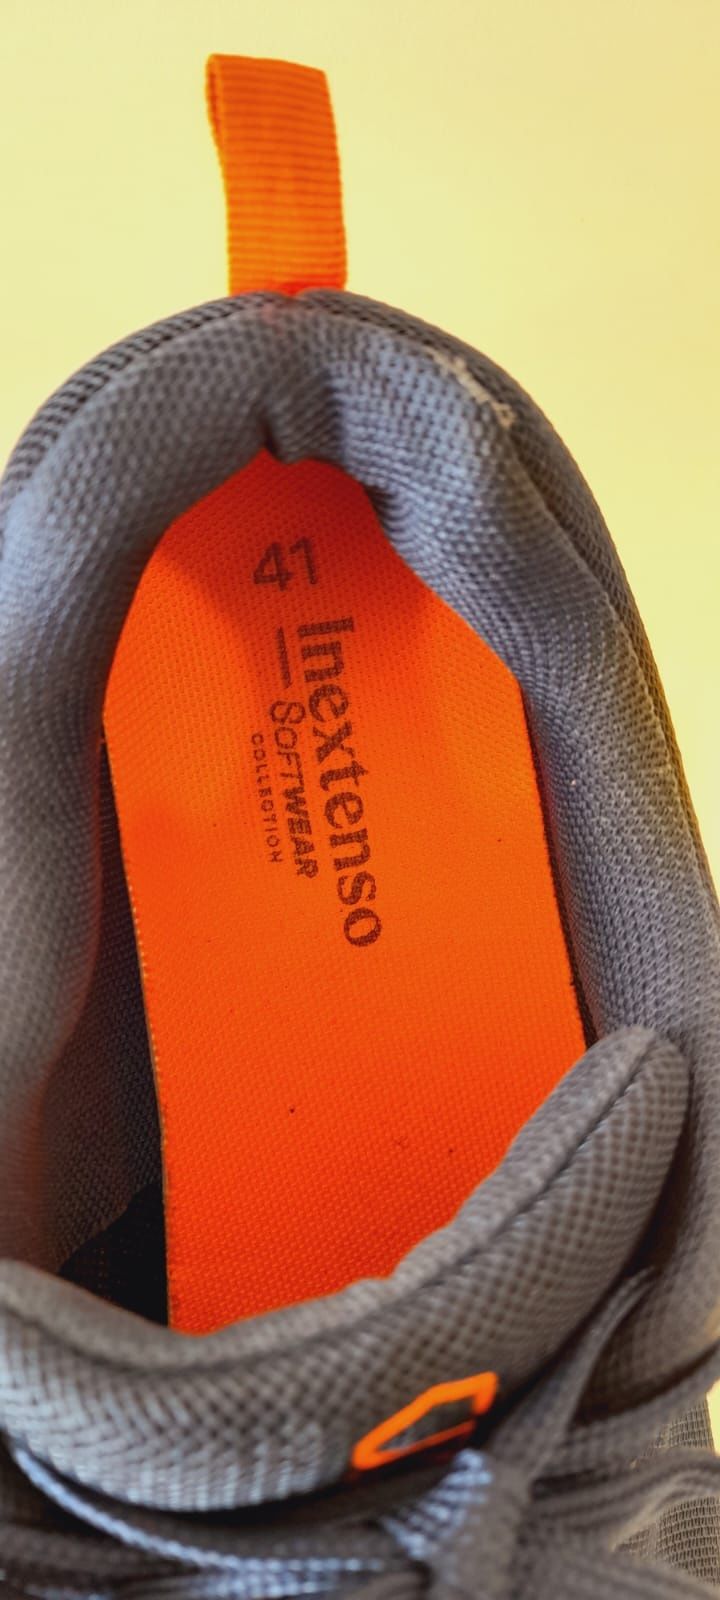 41
Inextenso
SOFTWEAR
COLLECTION